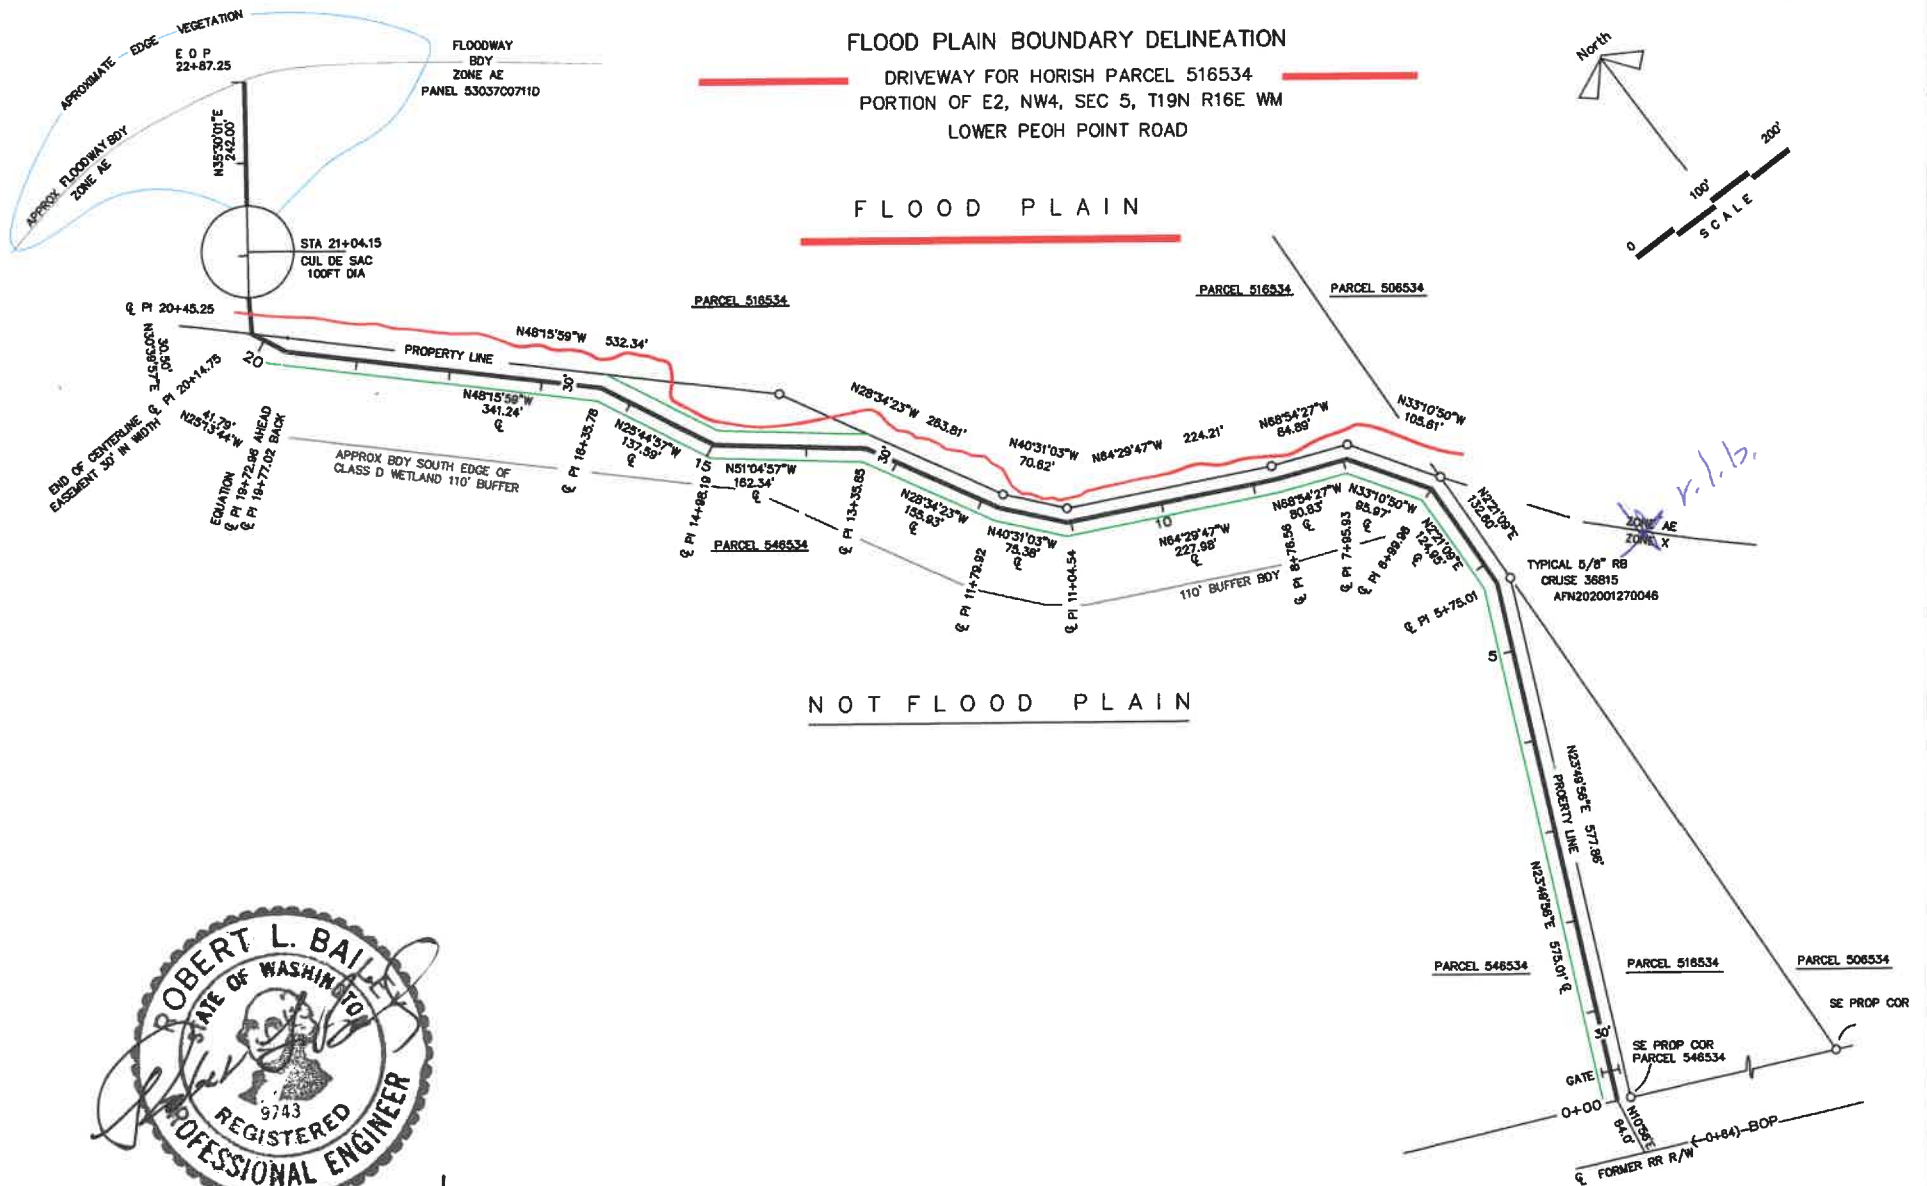 FLOOD PLAIN BOUNDARY DELINEATION
DRIVEWAY FOR HORISH PARCEL 516534
PORTION OF E2, NW4, SEC 5, T19N R16E WM
LOWER PEOH POINT ROAD
FLOOD PLAIN
North
0
100'
200'
SCALE
APROXIMATE EDGE VEGETATION
E O P
22+87.25
FLOODWAY
BDY
ZONE AE
PANEL 53037C0711D
APPROX FLOODWAY BDY
ZONE AE
N35°30'01"E
242.00'
STA 21+04.15
CUL DE SAC
100FT DIA
PARCEL 516534
PARCEL 516534
PARCEL 506534
℄ PI 20+45.25
N30°39'57"E
30.50'
℄ PI 20+14.75
END OF CENTERLINE
EASEMENT 30' IN WIDTH
41.79'
N25°13'44"W
EQUATION
℄ PI 19+72.96 AHEAD
℄ PI 19+77.02 BACK
20
PROPERTY LINE
N48°15'59"W 532.34'
30'
N48°15'59"W
341.24'
℄
APPROX BDY SOUTH EDGE OF
CLASS D WETLAND 110' BUFFER
℄ PI 16+35.78
N25°44'57"W
137.59'
℄
15
℄ PI 14+98.19
N51°04'57"W
162.34'
℄
PARCEL 546534
℄ PI 13+35.85
N28°34'23"W 263.81'
30'
N28°34'23"W
155.93'
℄
℄ PI 11+79.92
N40°31'03"W
70.62'
N40°31'03"W
75.38'
℄
℄ PI 11+04.54
N64°29'47"W 224.21'
10
N64°29'47"W
227.98'
℄
110' BUFFER BDY
N68°54'27"W
84.89'
N68°54'27"W
80.83'
℄
℄ PI 8+76.56
℄ PI 7+95.93
N33°10'50"W
105.61'
N33°10'50"W
95.97'
℄
℄ PI 6+99.96
N2°21'09"E
132.60'
N2°21'09"E
124.95'
℄
℄ PI 5+75.01
r.l.b.
ZONE AE
ZONE X
TYPICAL 5/8" RB
CRUSE 36815
AFN202001270046
5
NOT FLOOD PLAIN
N23°49'56"E 577.86'
PROERTY LINE
N23°49'56"E 575.01' ℄
PARCEL 546534
PARCEL 516534
PARCEL 506534
SE PROP COR
30'
SE PROP COR
PARCEL 546534
GATE
0+00
N10°56'E
64.0'
(-0+64)-BOP
℄ FORMER RR R/W
ROBERT L. BAILEY
STATE OF WASHINGTON
9743
REGISTERED
PROFESSIONAL ENGINEER